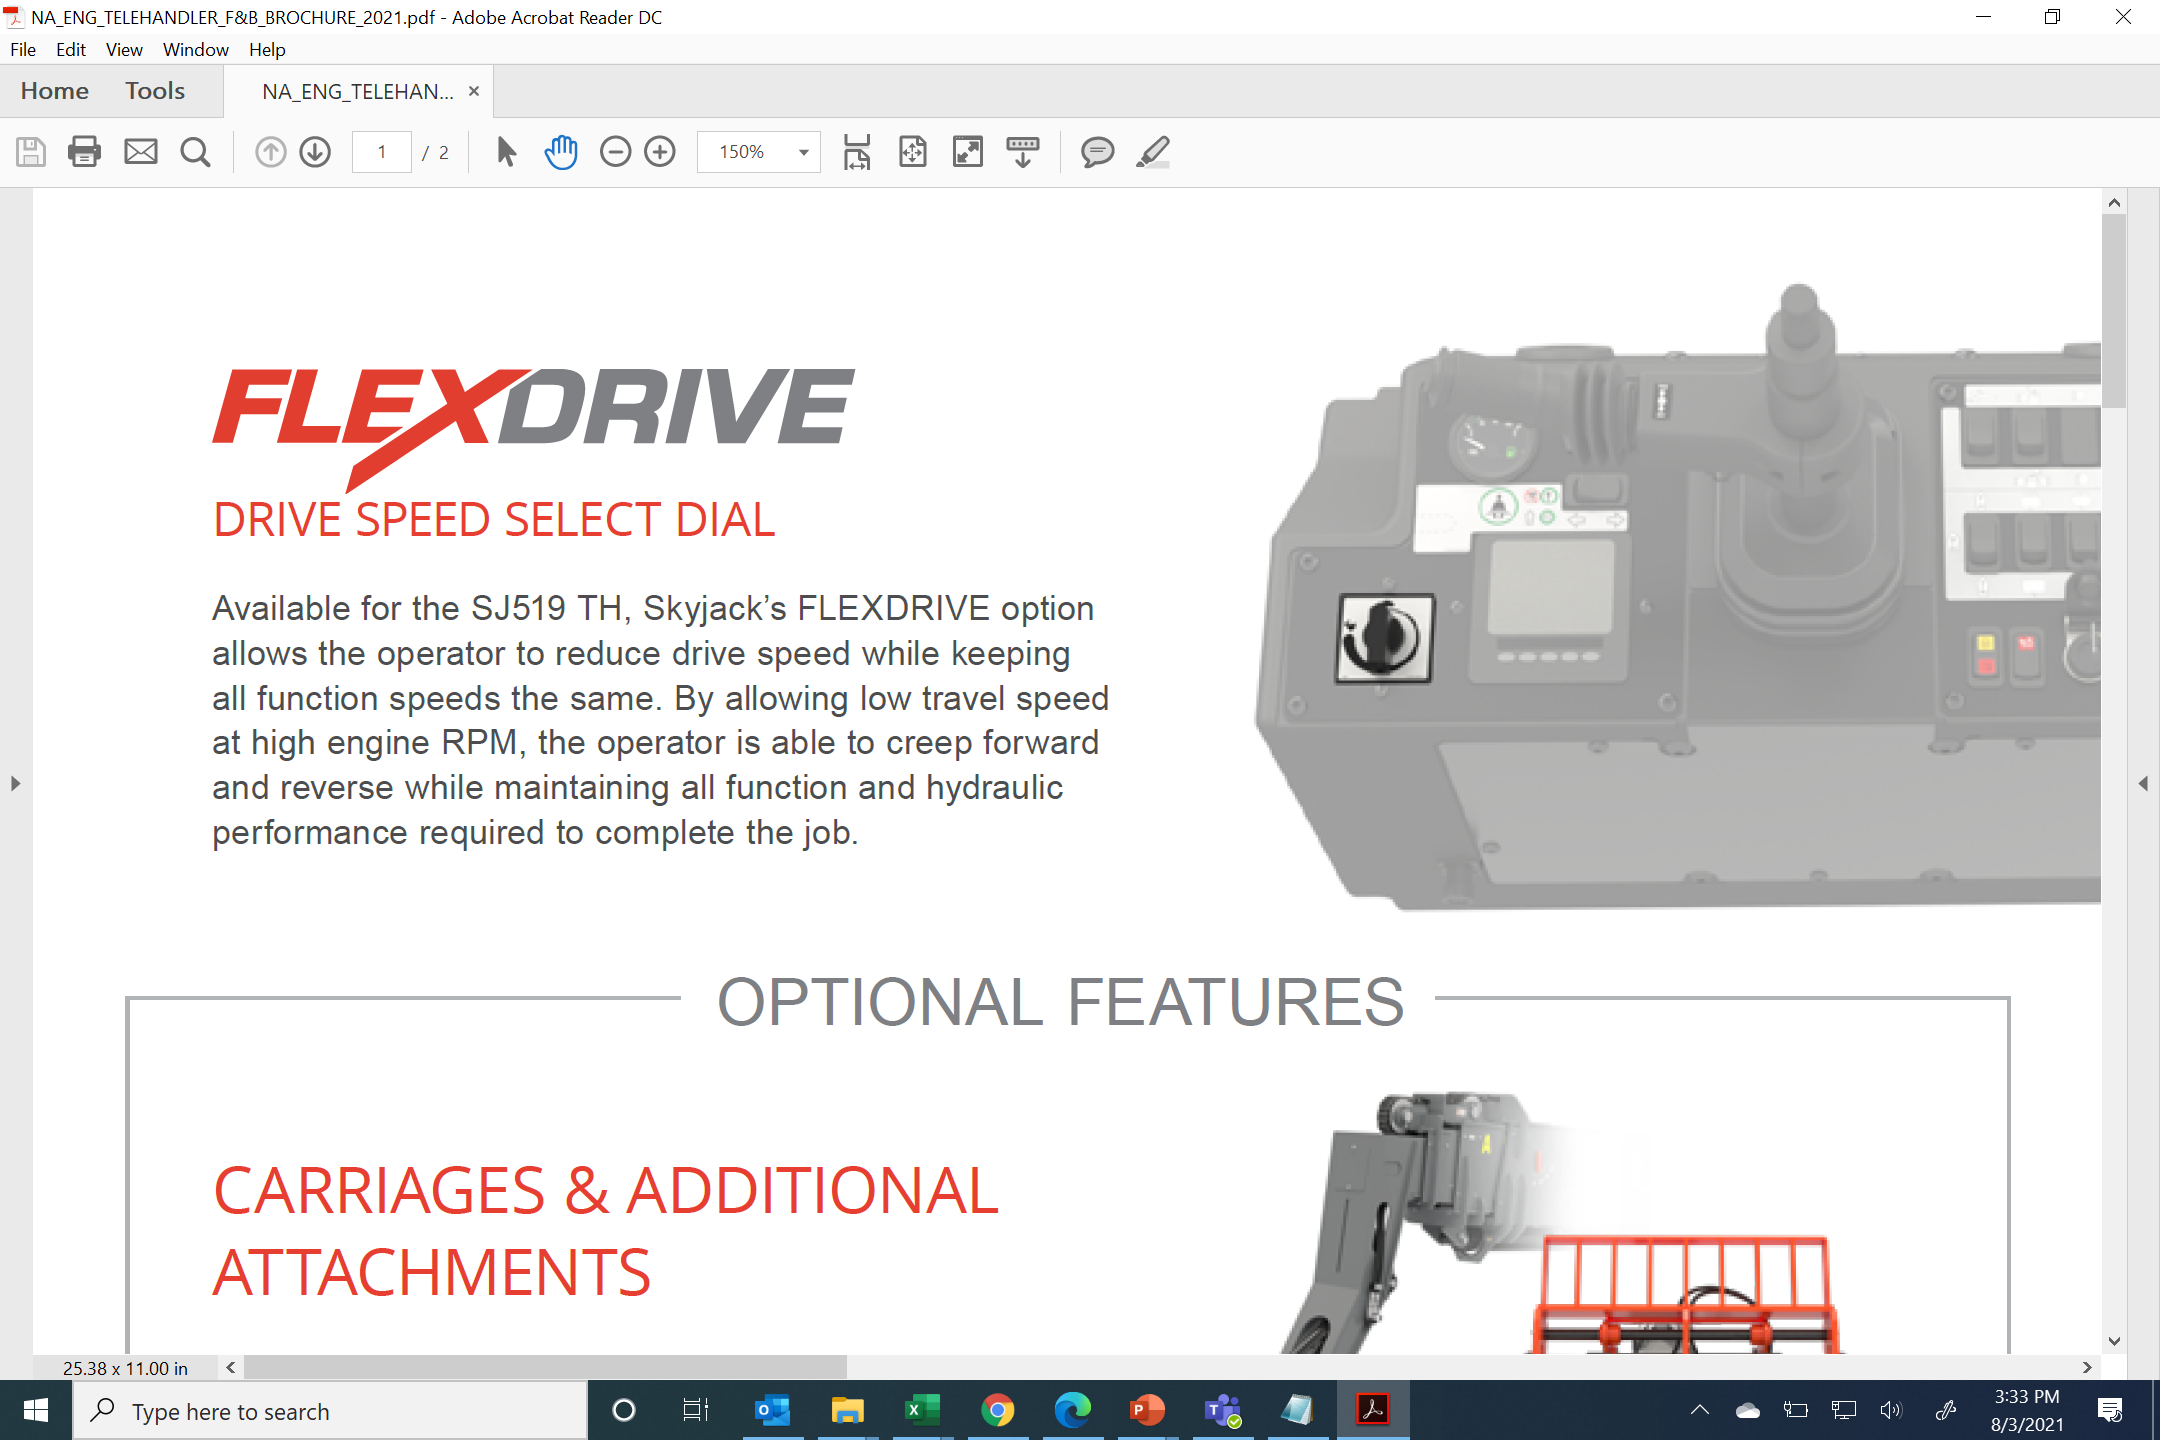 NA_ENG_TELEHANDLER_F&B_BROCHURE_2021.pdf - Adobe Acrobat Reader DC
File Edit View Window Help
Home Tools NA_ENG_TELEHAN... ×
1 / 2 150%
FLEXDRIVE
DRIVE SPEED SELECT DIAL
Available for the SJ519 TH, Skyjack’s FLEXDRIVE option
allows the operator to reduce drive speed while keeping
all function speeds the same. By allowing low travel speed
at high engine RPM, the operator is able to creep forward
and reverse while maintaining all function and hydraulic
performance required to complete the job.
OPTIONAL FEATURES
CARRIAGES & ADDITIONAL
ATTACHMENTS
25.38 x 11.00 in
Type here to search
3:33 PM
8/3/2021